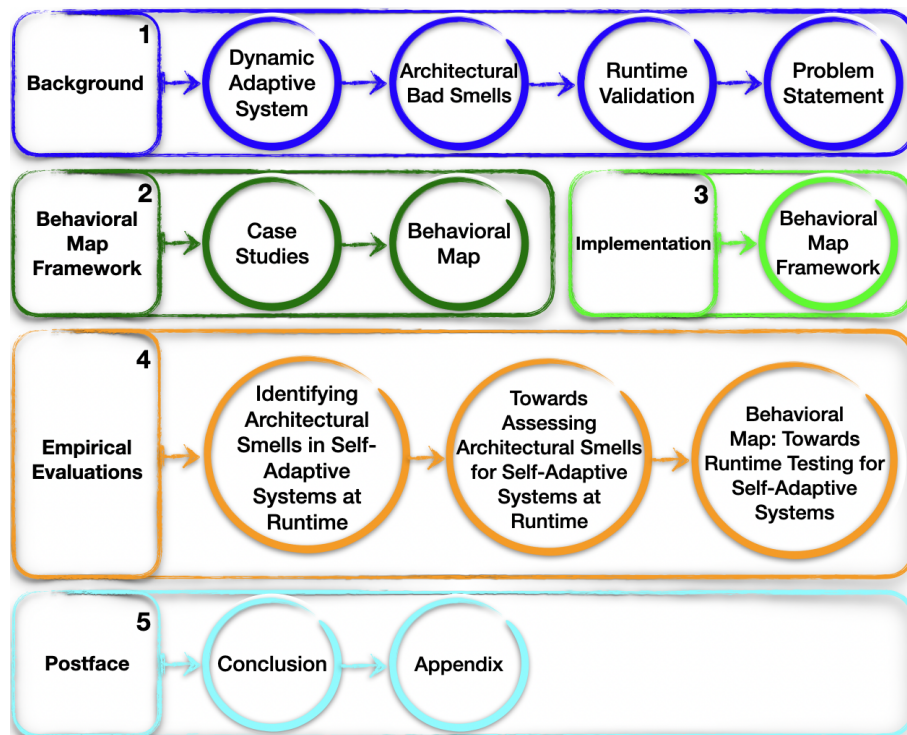 1
Background
Dynamic
Adaptive
System
Architectural
Bad Smells
Runtime
Validation
Problem
Statement
2
Behavioral
Map
Framework
Case
Studies
Behavioral
Map
3
Implementation
Behavioral
Map
Framework
4
Empirical
Evaluations
Identifying
Architectural
Smells in Self-
Adaptive
Systems at
Runtime
Towards
Assessing
Architectural Smells
for Self-Adaptive
Systems at
Runtime
Behavioral
Map: Towards
Runtime Testing for
Self-Adaptive
Systems
5
Postface
Conclusion
Appendix